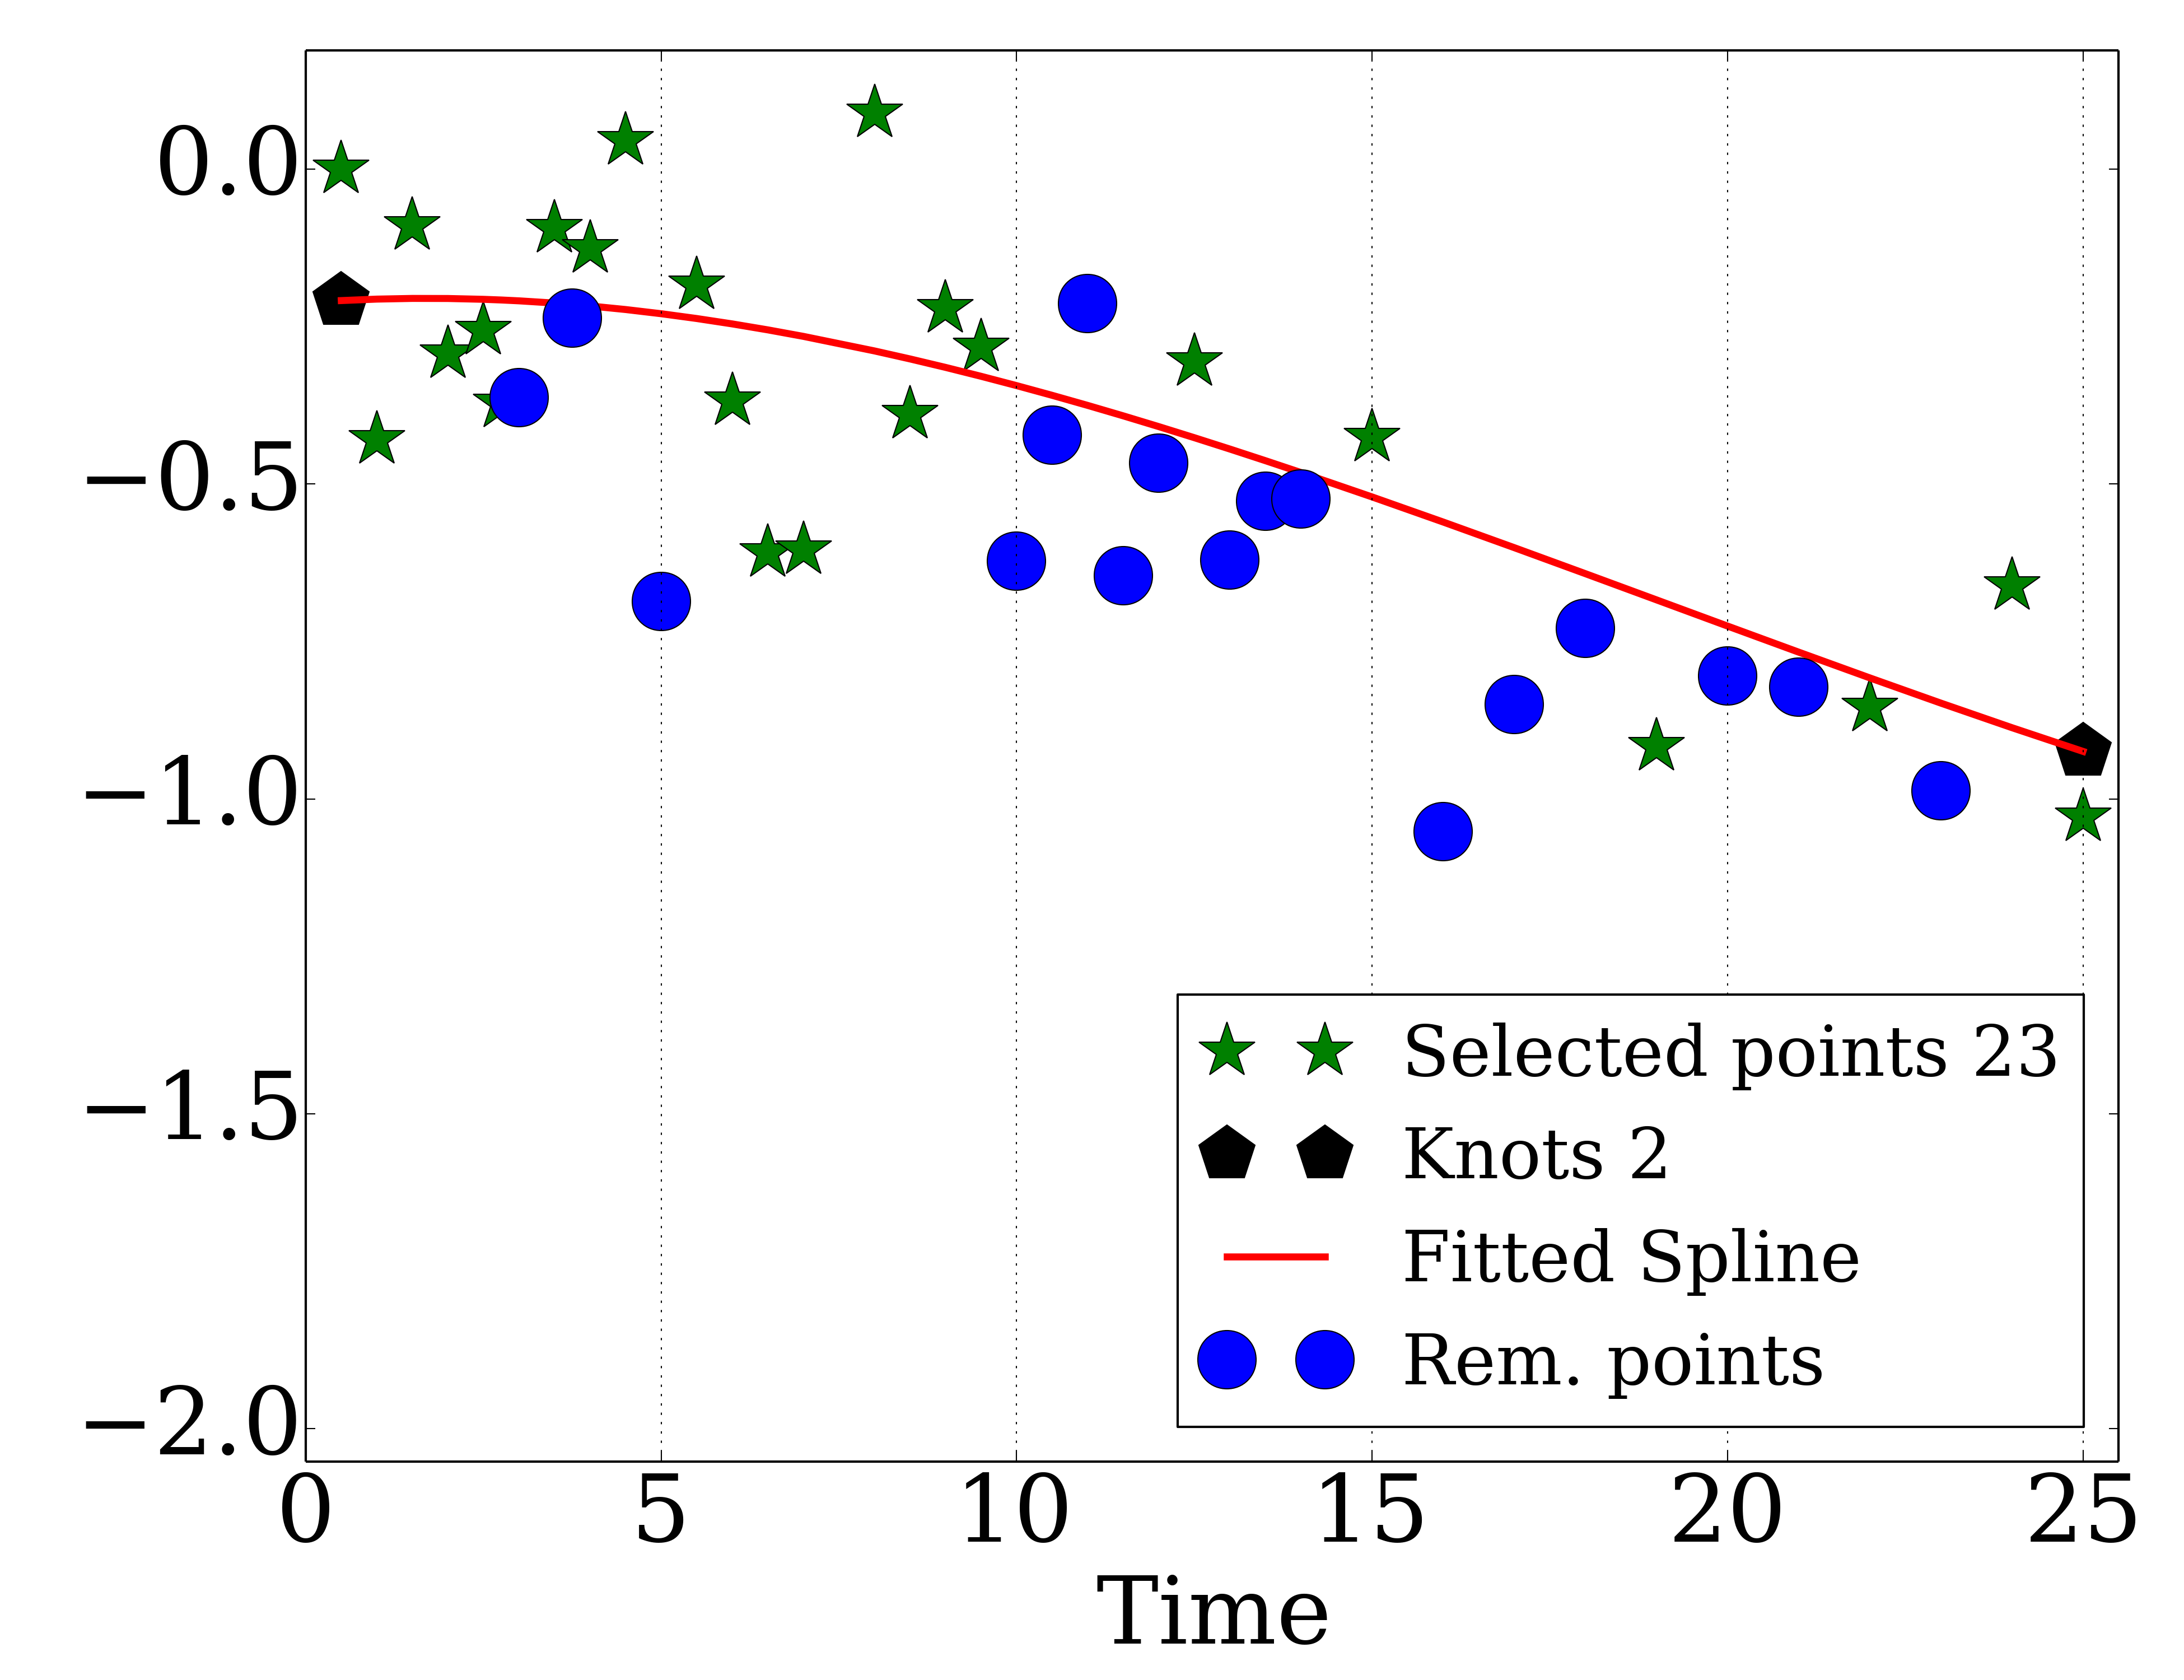 0.0
−0.5
−1.0
−1.5
−2.0
Selected points 23
Knots 2
Fitted Spline
Rem. points
0 5 10 15 20 25
Time